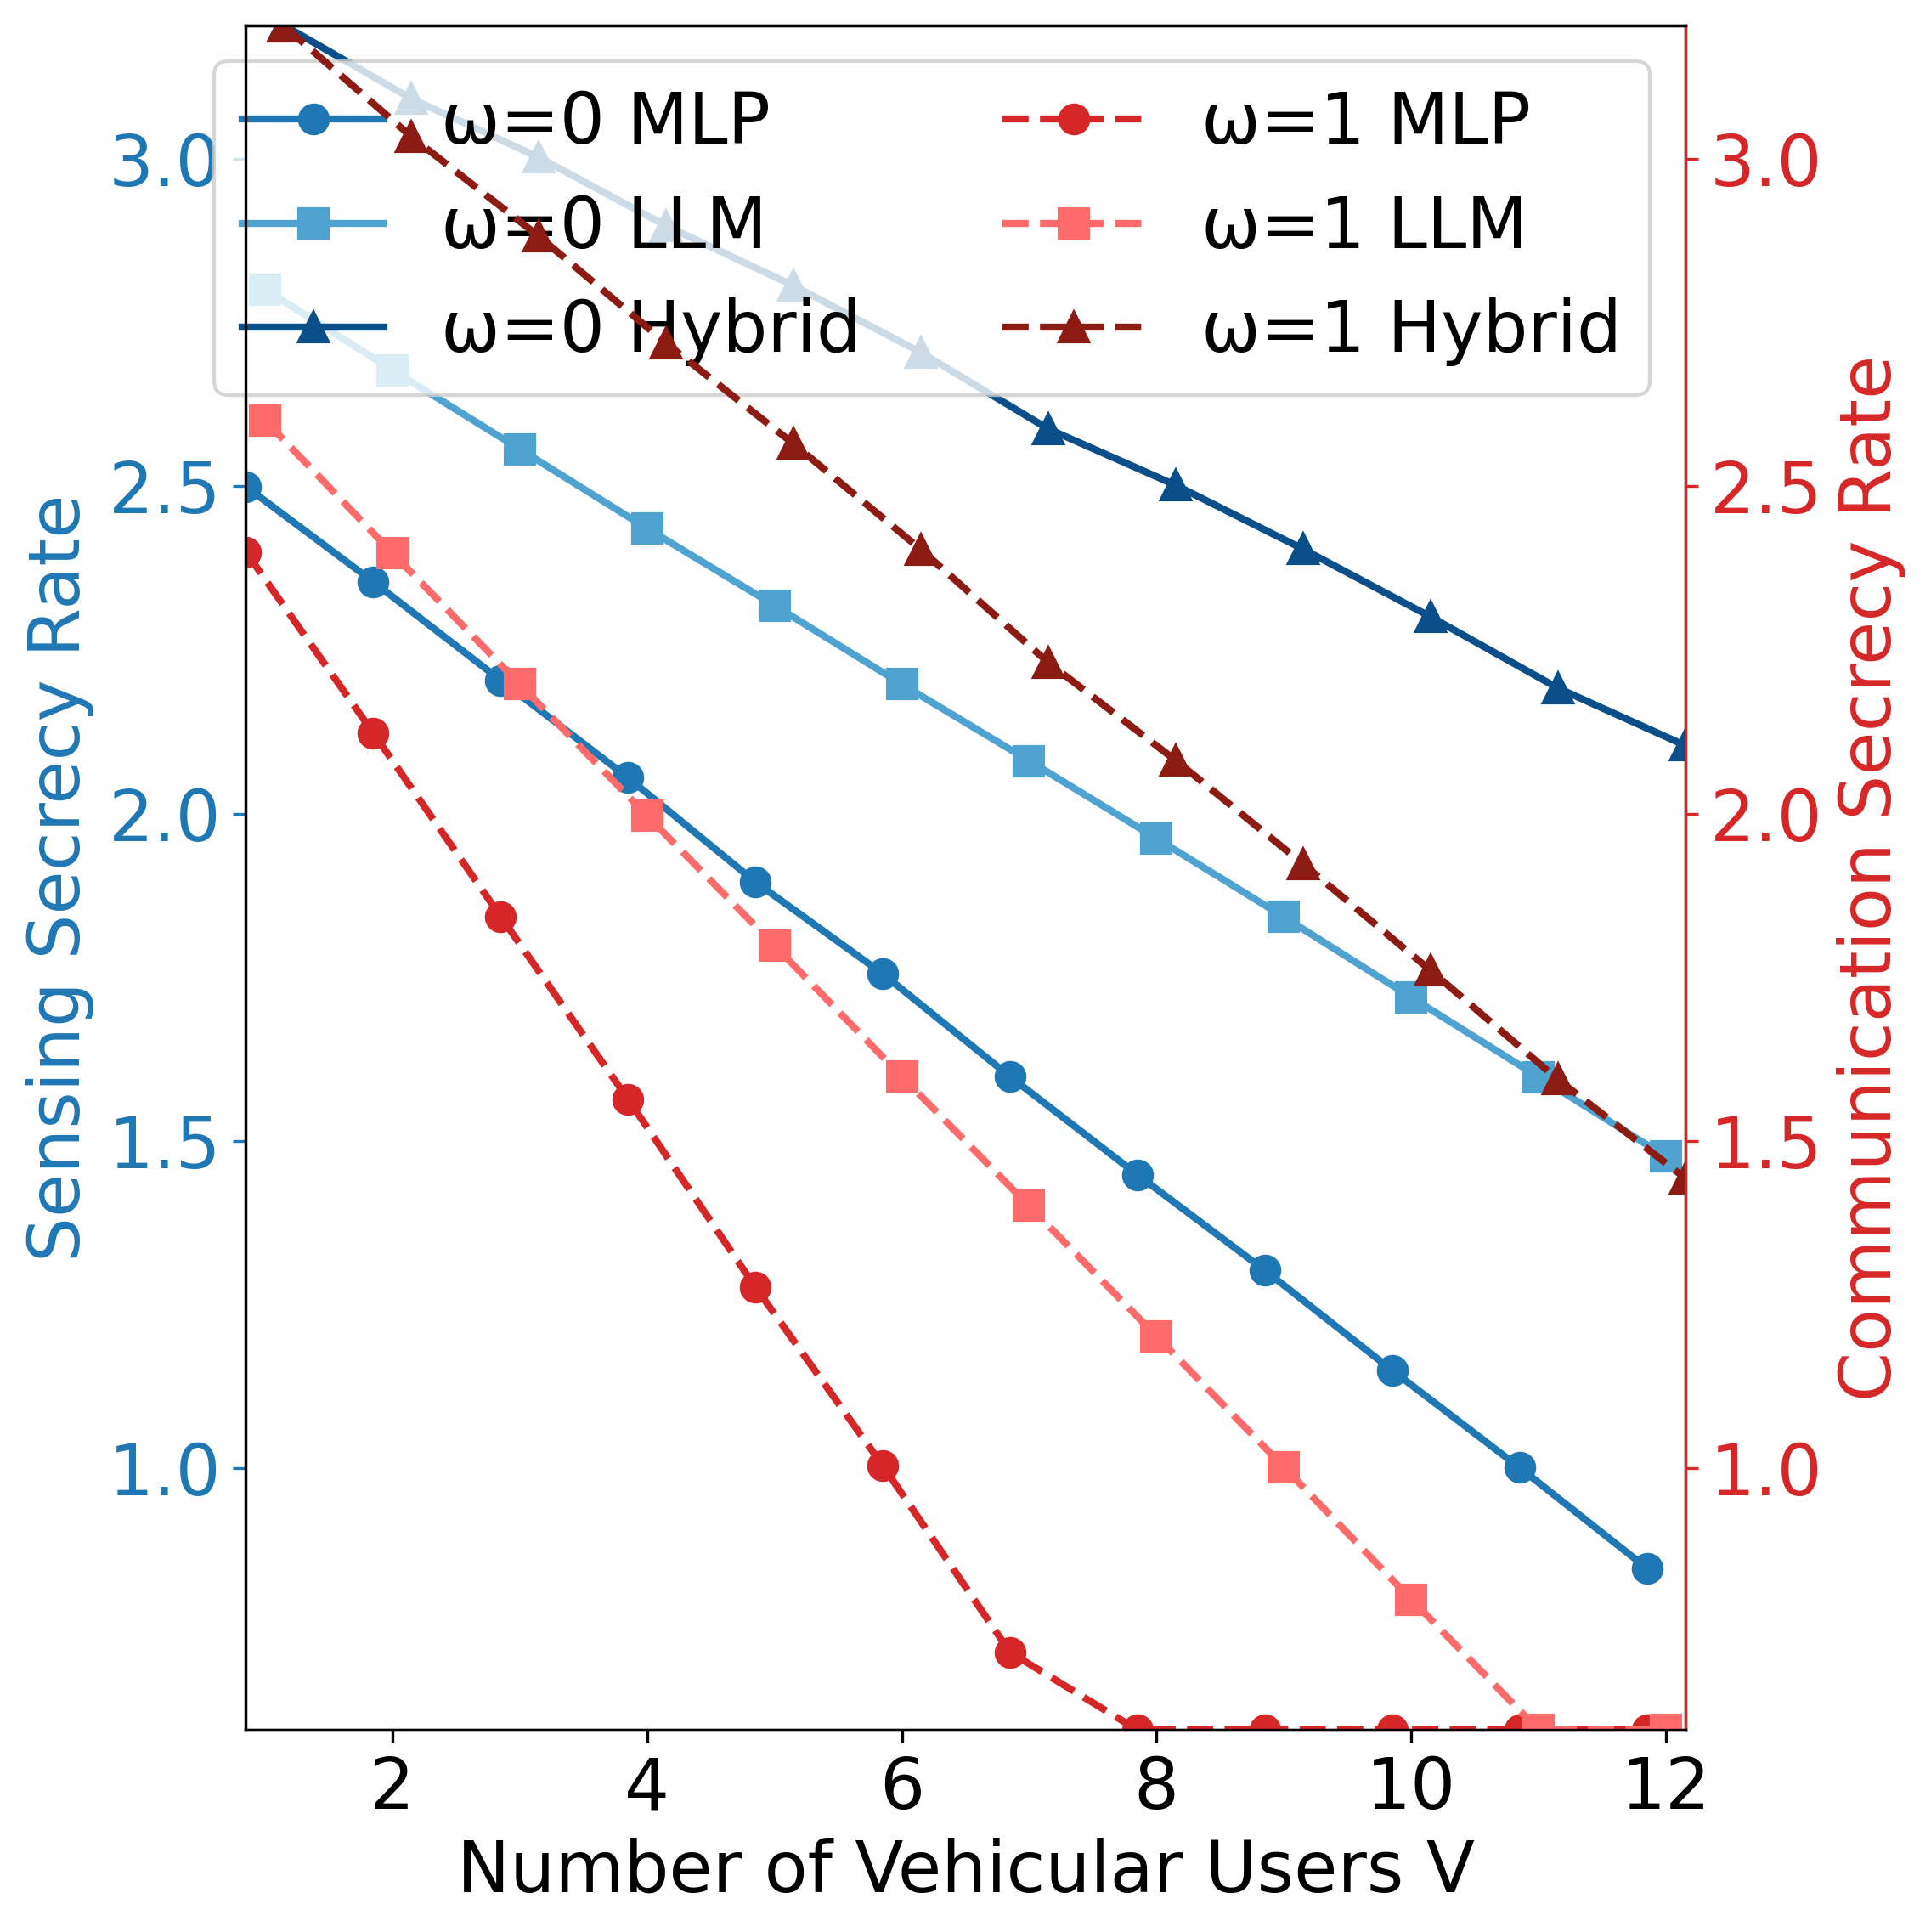 ω=0 MLP
ω=0 LLM
ω=0 Hybrid
ω=1 MLP
ω=1 LLM
ω=1 Hybrid
Sensing Secrecy Rate
3.0
2.5
2.0
1.5
1.0
Communication Secrecy Rate
3.0
2.5
2.0
1.5
1.0
2 4 6 8 10 12
Number of Vehicular Users V